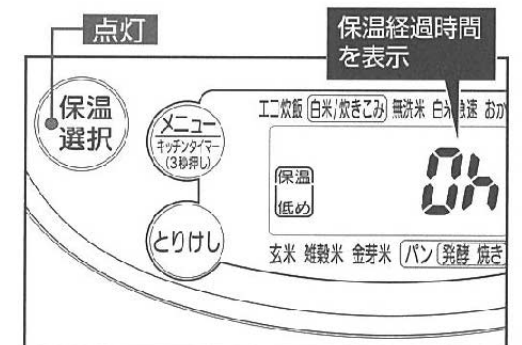 点灯
保温経過時間
を表示
保温
選択
メニュー
キッチンタイマー
(3秒押し)
とりけし
エコ炊飯 白米/炊きこみ 無洗米 白米急速 おか
保温
低め
0h
玄米 雑穀米 金芽米 パン 発酵 焼き